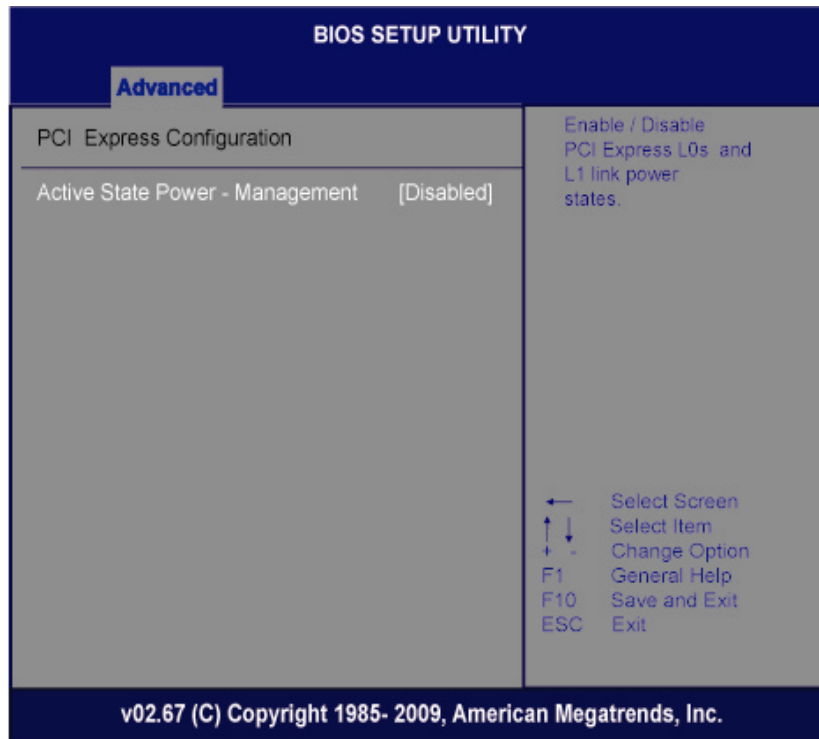 BIOS SETUP UTILITY
Advanced
PCI Express Configuration
Active State Power - Management [Disabled]
Enable / Disable
PCI Express L0s and
L1 link power
states.
← Select Screen
↑ ↓ Select Item
+ - Change Option
F1 General Help
F10 Save and Exit
ESC Exit
v02.67 (C) Copyright 1985- 2009, American Megatrends, Inc.